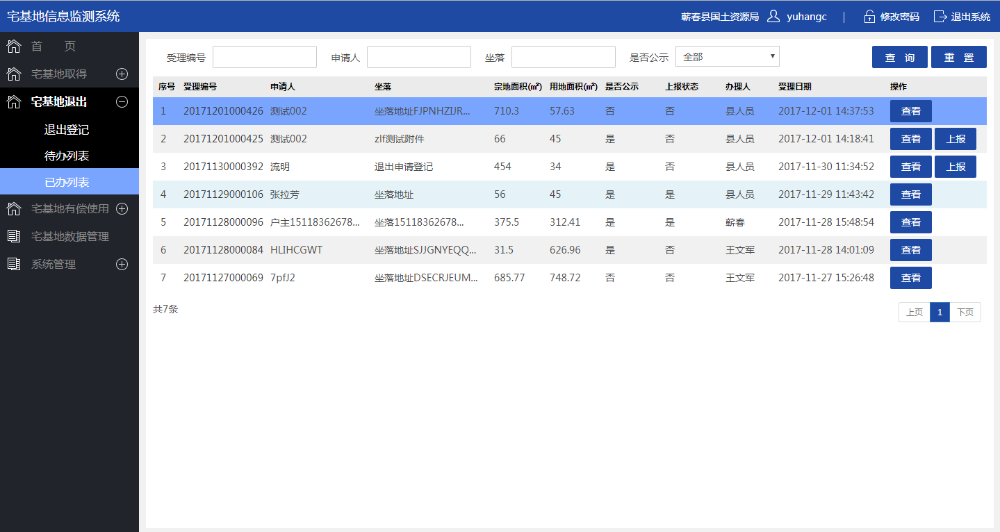 宅基地信息监测系统
蕲春县国土资源局 yuhangc | 修改密码 退出系统
首 页
宅基地取得
宅基地退出
退出登记
待办列表
已办列表
宅基地有偿使用
宅基地数据管理
系统管理
受理编号 申请人 坐落 是否公示 全部 查 询 重 置
序号 受理编号 申请人 坐落 宗地面积(㎡) 用地面积(㎡) 是否公示 上报状态 办理人 受理日期 操作
1 20171201000426 测试002 坐落地址FJPNHZIJR... 710.3 57.63 否 否 县人员 2017-12-01 14:37:53 查看
2 20171201000425 测试002 zlf测试附件 66 45 是 否 县人员 2017-12-01 14:18:41 查看 上报
3 20171130000392 流明 退出申请登记 454 34 是 否 县人员 2017-11-30 11:34:52 查看 上报
4 20171129000106 张拉芳 坐落地址 56 45 是 是 县人员 2017-11-29 11:43:42 查看
5 20171128000096 户主15118362678... 坐落15118362678... 375.5 312.41 是 是 蕲春 2017-11-28 15:48:54 查看
6 20171128000084 HLIHCGWT 坐落地址SJJGNYEQQ... 31.5 626.96 是 否 王文军 2017-11-28 14:01:09 查看
7 20171127000069 7pfJ2 坐落地址DSECRJEUM... 685.77 748.72 否 否 王文军 2017-11-27 15:26:48 查看
共7条 上页 1 下页